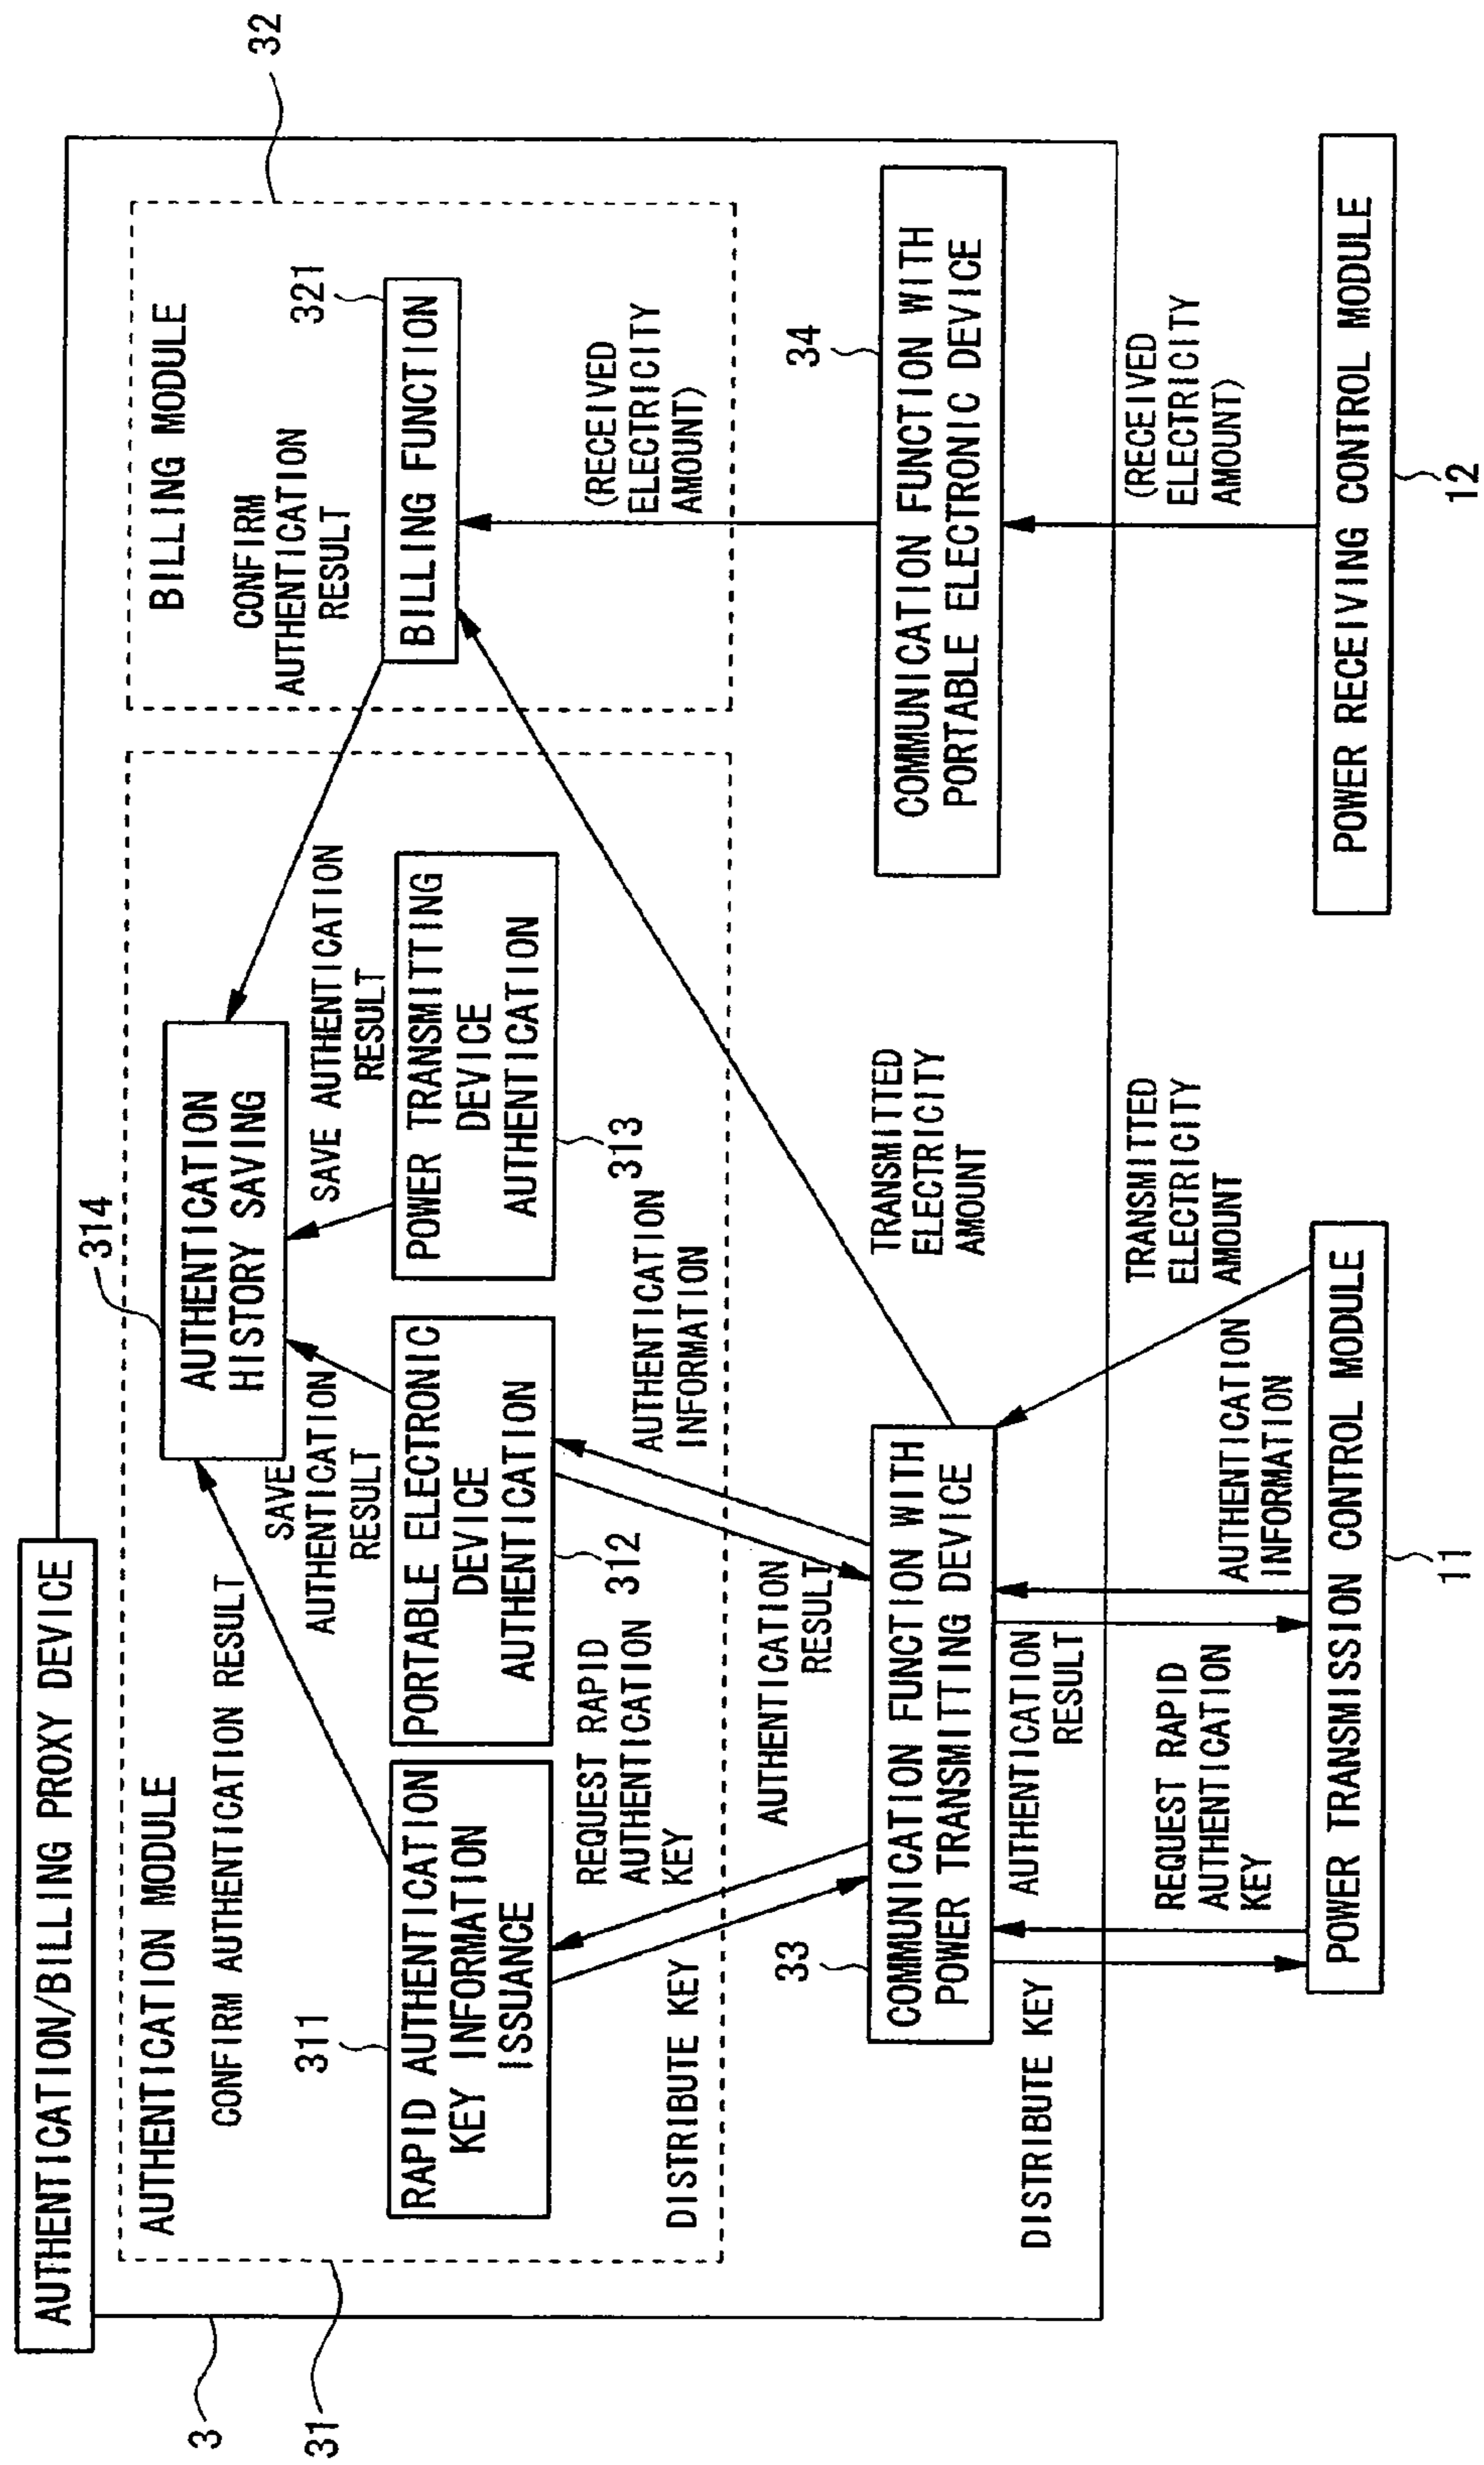 AUTHENTICATION/BILLING PROXY DEVICE
3
31
AUTHENTICATION MODULE
CONFIRM AUTHENTICATION RESULT
314
AUTHENTICATION
HISTORY SAVING
SAVE
AUTHENTICATION
RESULT
SAVE AUTHENTICATION
RESULT
311
RAPID AUTHENTICATION
KEY INFORMATION
ISSUANCE
PORTABLE ELECTRONIC
DEVICE
AUTHENTICATION
312
POWER TRANSMITTING
DEVICE
AUTHENTICATION
313
DISTRIBUTE KEY
REQUEST RAPID
AUTHENTICATION
KEY
AUTHENTICATION
INFORMATION
32
BILLING MODULE
CONFIRM
AUTHENTICATION
RESULT
321
BILLING FUNCTION
(RECEIVED
ELECTRICITY
AMOUNT)
AUTHENTICATION
RESULT
33
COMMUNICATION FUNCTION WITH
POWER TRANSMITTING DEVICE
TRANSMITTED
ELECTRICITY
AMOUNT
34
COMMUNICATION FUNCTION WITH
PORTABLE ELECTRONIC DEVICE
DISTRIBUTE KEY
AUTHENTICATION
RESULT
REQUEST RAPID
AUTHENTICATION
KEY
AUTHENTICATION
INFORMATION
TRANSMITTED
ELECTRICITY
AMOUNT
(RECEIVED
ELECTRICITY
AMOUNT)
POWER TRANSMISSION CONTROL MODULE
11
POWER RECEIVING CONTROL MODULE
12